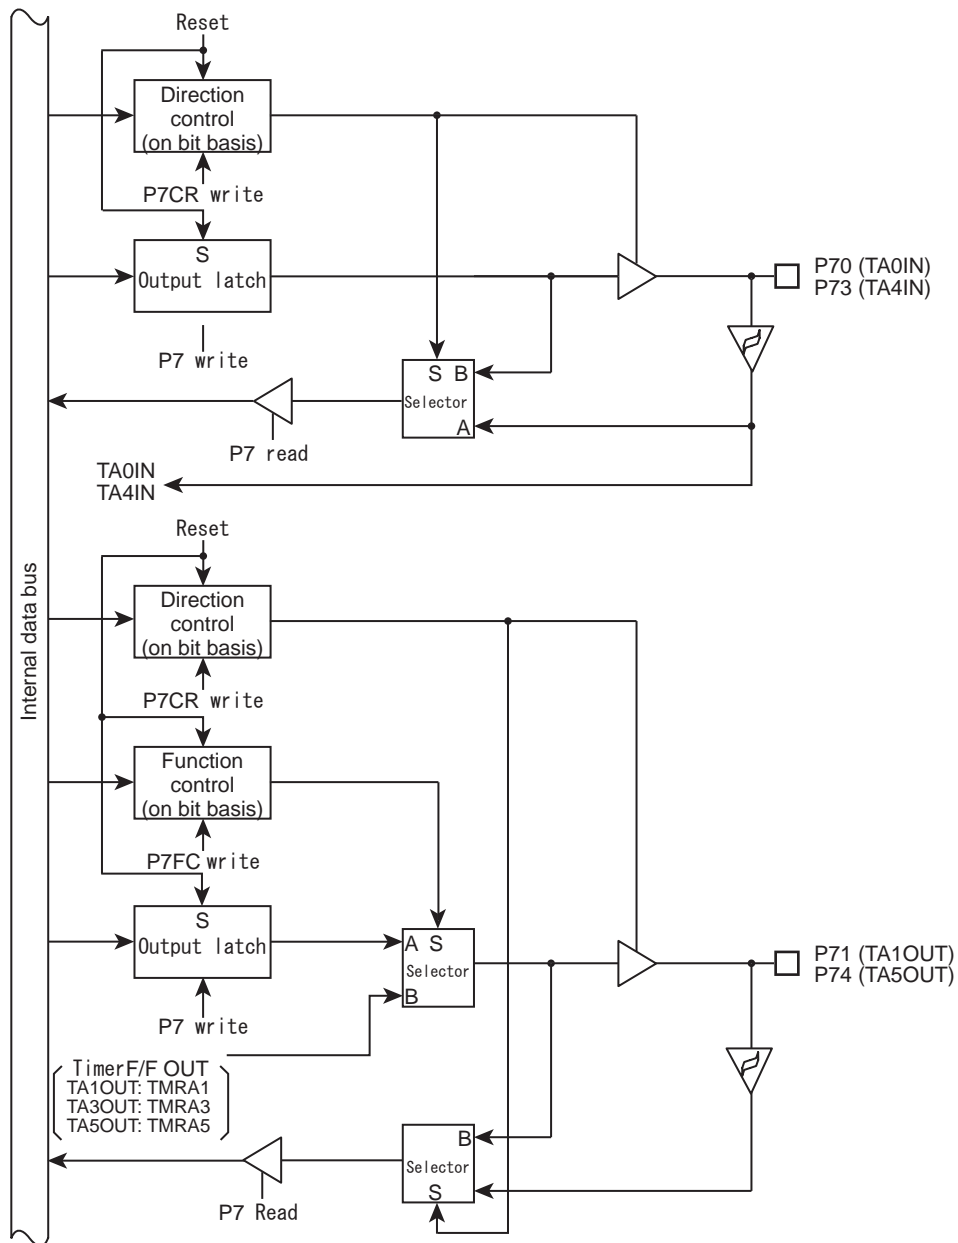 Reset
Direction
control
(on bit basis)
P7CR write
S
Output latch
P70 (TA0IN)
P73 (TA4IN)
P7 write
S B
Selector
A
P7 read
TA0IN
TA4IN
Reset
Internal data bus
Direction
control
(on bit basis)
P7CR write
Function
control
(on bit basis)
P7FC write
S
Output latch
A S
Selector
B
P71 (TA1OUT)
P74 (TA5OUT)
P7 write
TimerF/F OUT
TA1OUT: TMRA1
TA3OUT: TMRA3
TA5OUT: TMRA5
B
Selector
S
P7 Read